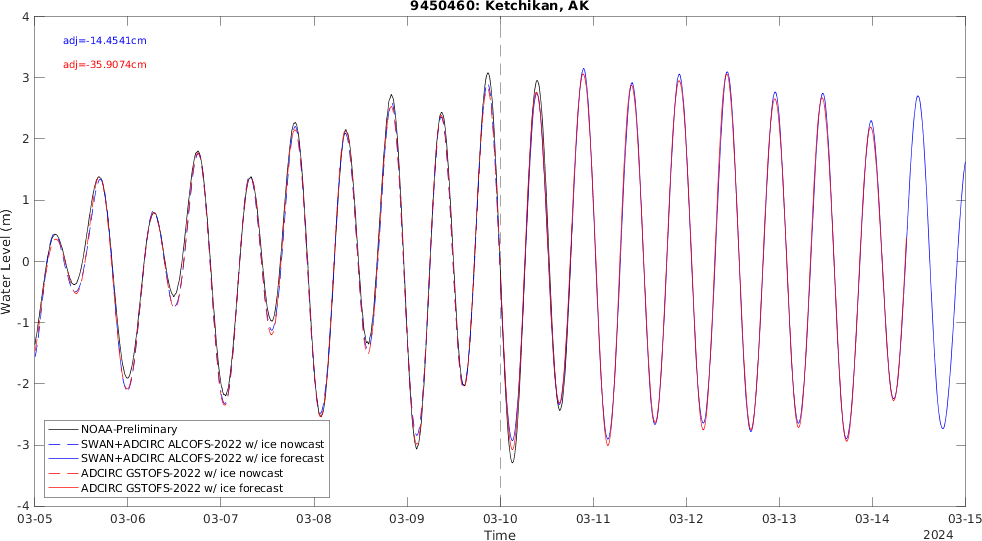 9450460: Ketchikan, AK
adj=-14.4541cm
adj=-35.9074cm
Water Level (m)
4
3
2
1
0
-1
-2
-3
-4
NOAA-Preliminary
SWAN+ADCIRC ALCOFS-2022 w/ ice nowcast
SWAN+ADCIRC ALCOFS-2022 w/ ice forecast
ADCIRC GSTOFS-2022 w/ ice nowcast
ADCIRC GSTOFS-2022 w/ ice forecast
03-05 03-06 03-07 03-08 03-09 03-10 03-11 03-12 03-13 03-14 03-15
Time
2024